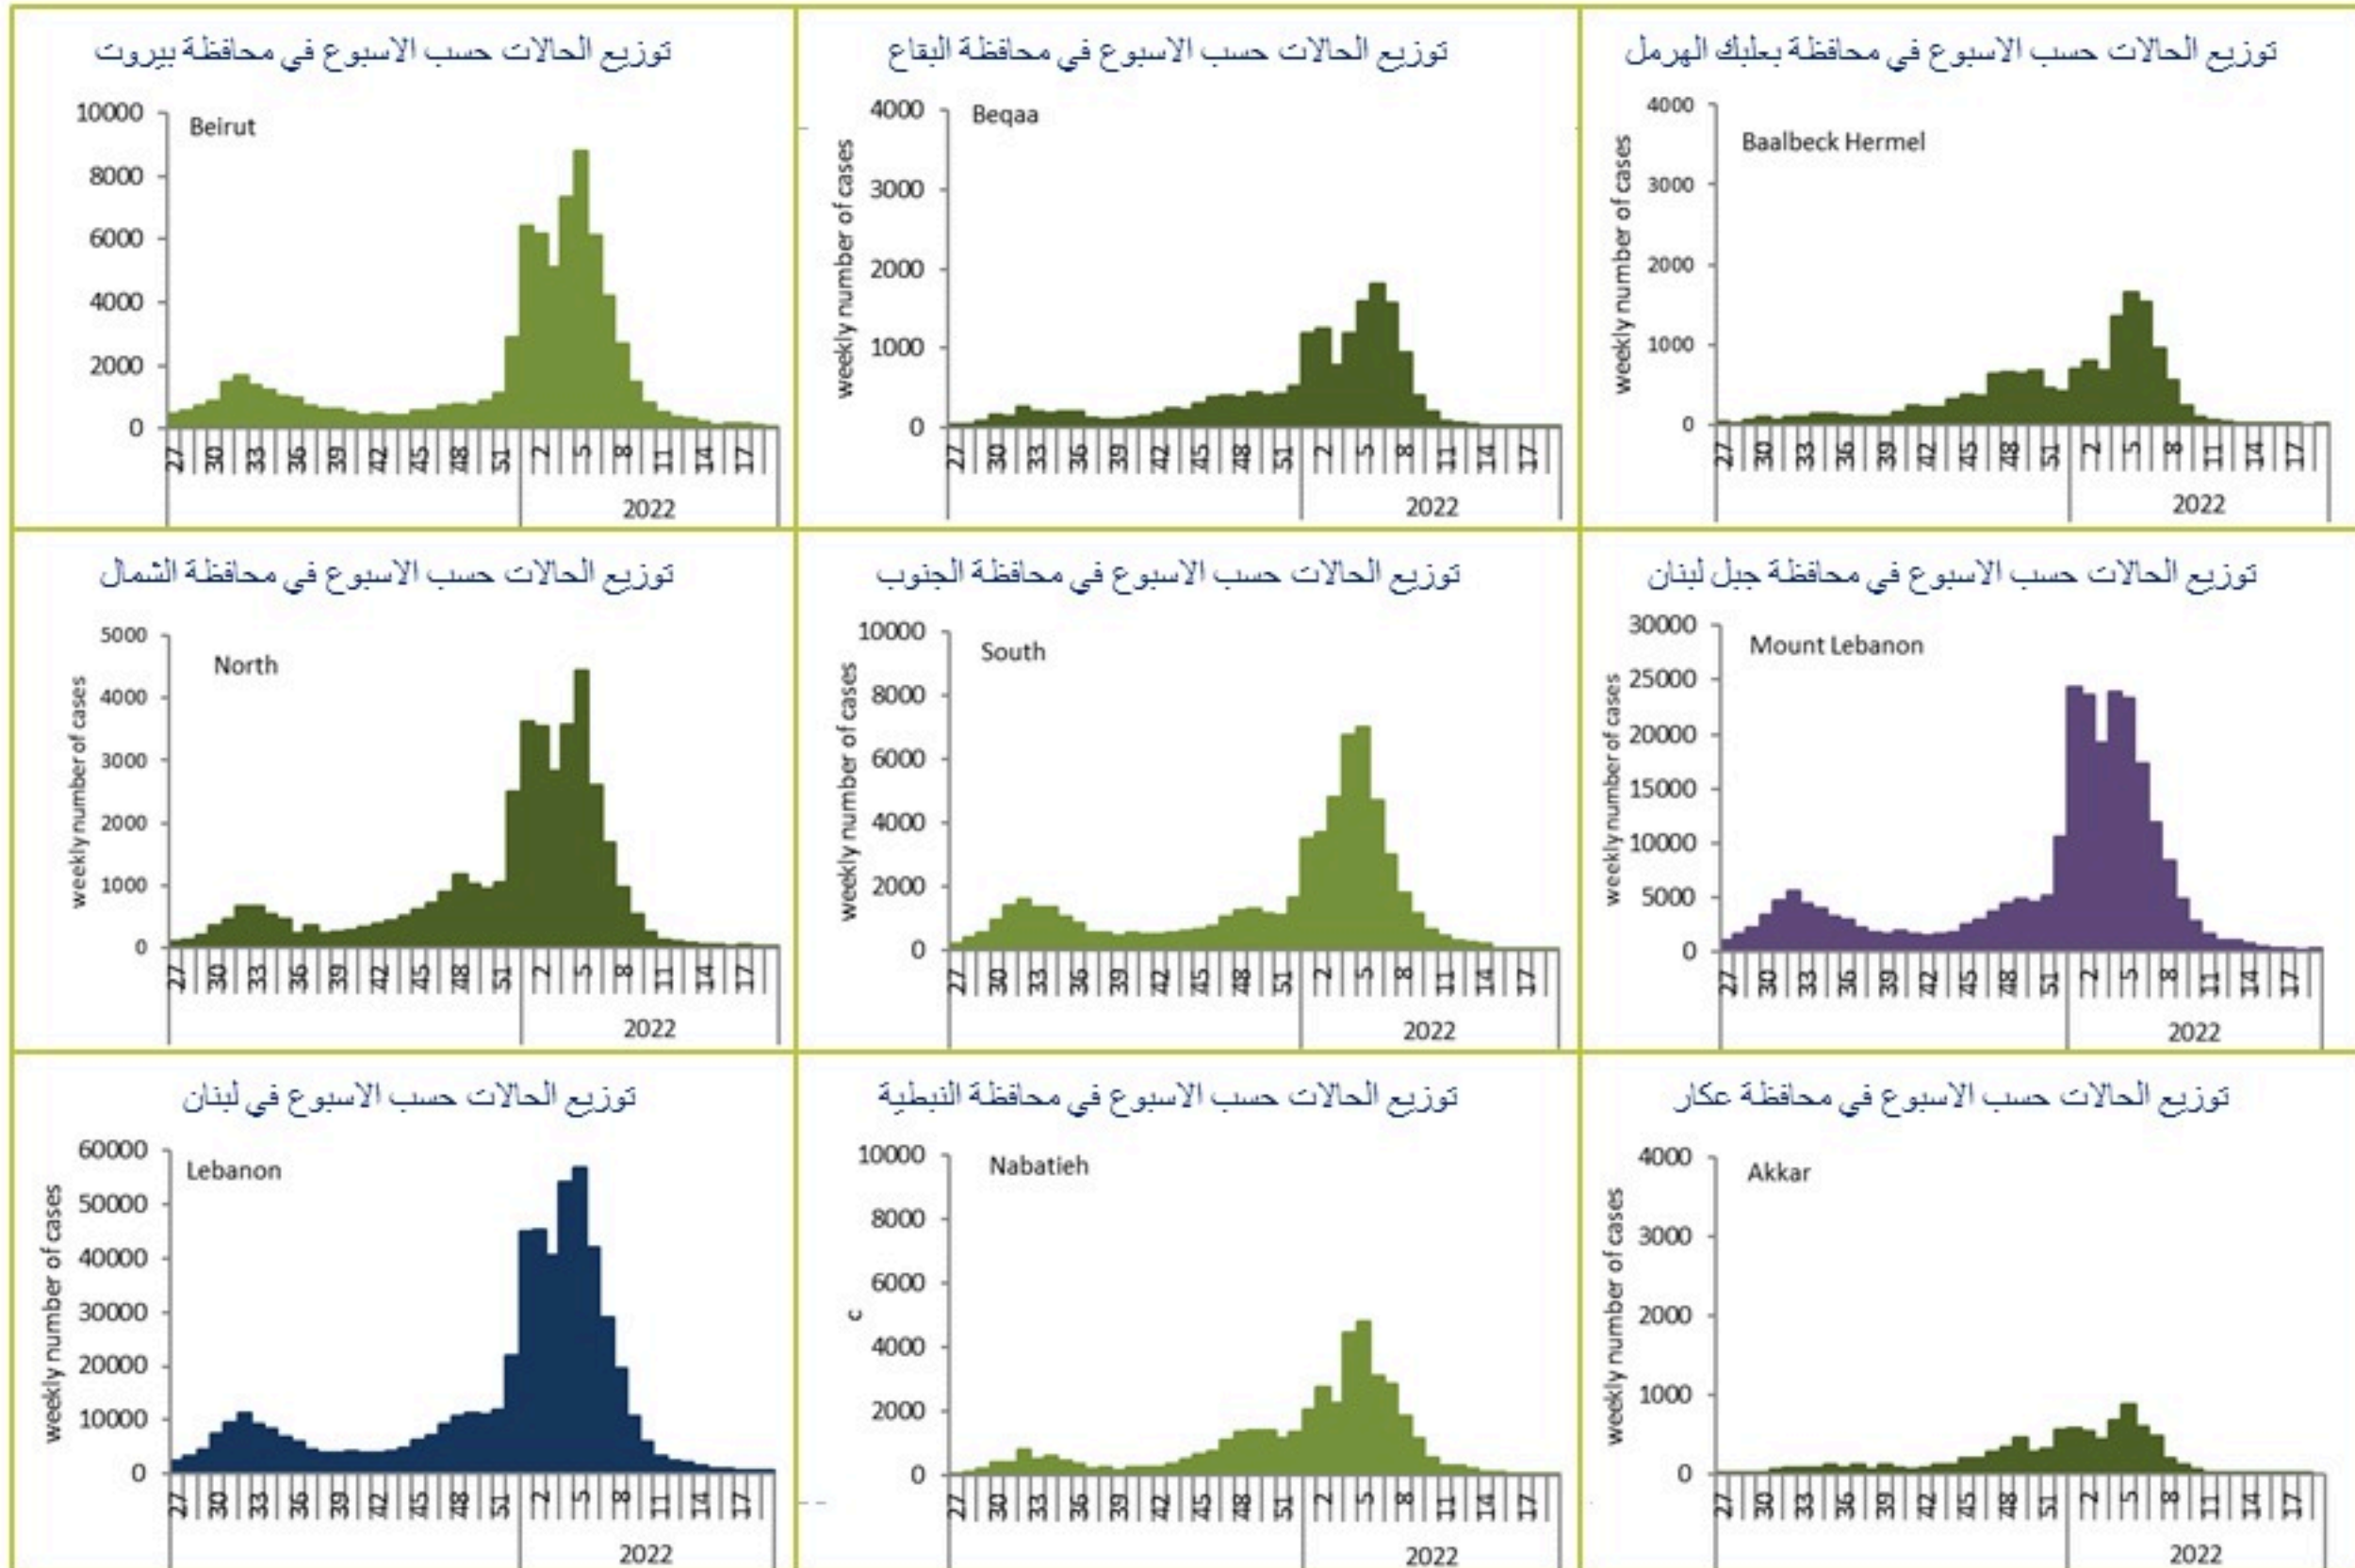 توزيع الحالات حسب الاسبوع في محافظة بيروت
10000
8000
6000
4000
2000
0
Beirut
27 30 33 36 39 42 45 48 51 2 5 8 11 14 17
2022
توزيع الحالات حسب الاسبوع في محافظة البقاع
weekly number of cases
4000
3000
2000
1000
0
Beqaa
27 30 33 36 39 42 45 48 51 2 5 8 11 14 17
2022
توزيع الحالات حسب الاسبوع في محافظة بعلبك الهرمل
weekly number of cases
4000
3000
2000
1000
0
Baalbeck Hermel
27 30 33 36 39 42 45 48 51 2 5 8 11 14 17
2022
توزيع الحالات حسب الاسبوع في محافظة الشمال
weekly number of cases
5000
4000
3000
2000
1000
0
North
27 30 33 36 39 42 45 48 51 2 5 8 11 14 17
2022
توزيع الحالات حسب الاسبوع في محافظة الجنوب
weekly number of cases
10000
8000
6000
4000
2000
0
South
27 30 33 36 39 42 45 48 51 2 5 8 11 14 17
2022
توزيع الحالات حسب الاسبوع في محافظة جبل لبنان
weekly number of cases
30000
25000
20000
15000
10000
5000
0
Mount Lebanon
27 30 33 36 39 42 45 48 51 2 5 8 11 14 17
2022
توزيع الحالات حسب الاسبوع في لبنان
weekly number of cases
60000
50000
40000
30000
20000
10000
0
Lebanon
27 30 33 36 39 42 45 48 51 2 5 8 11 14 17
2022
توزيع الحالات حسب الاسبوع في محافظة النبطية
c
10000
8000
6000
4000
2000
0
Nabatieh
27 30 33 36 39 42 45 48 51 2 5 8 11 14 17
2022
توزيع الحالات حسب الاسبوع في محافظة عكار
weekly number of cases
4000
3000
2000
1000
0
Akkar
27 30 33 36 39 42 45 48 51 2 5 8 11 14 17
2022